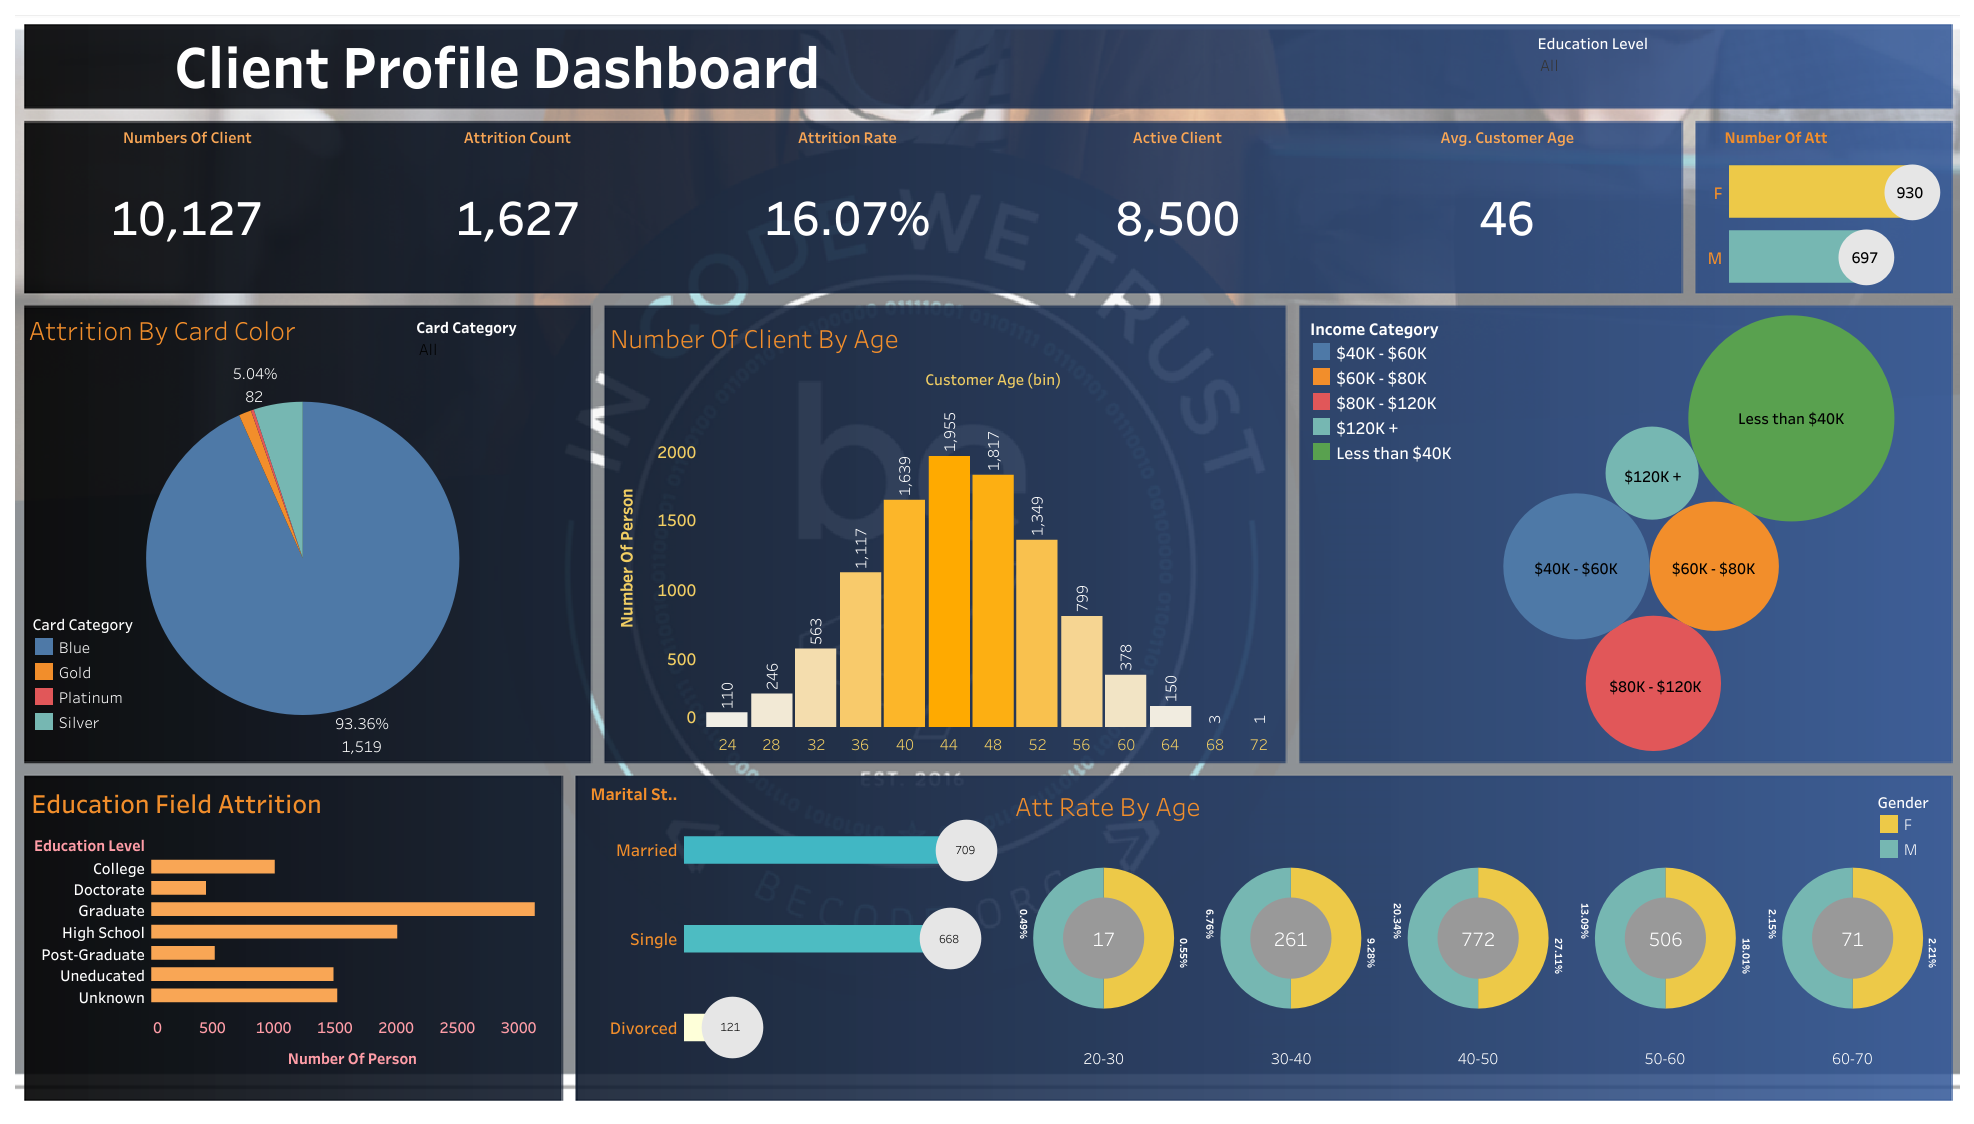 Client Profile Dashboard
Education Level
All
Numbers Of Client
Attrition Count
Attrition Rate
Active Client
Avg. Customer Age
10,127
1,627
16.07%
8,500
46
Number Of Att
F
930
M
697
Attrition By Card Color
Card Category
All
5.04%
82
93.36%
1,519
Card Category
Blue
Gold
Platinum
Silver
Number Of Client By Age
Customer Age (bin)
Number Of Person
2000
1500
1000
500
0
110
246
563
1,117
1,639
1,955
1,817
1,349
799
378
150
3
1
24
28
32
36
40
44
48
52
56
60
64
68
72
Income Category
$40K - $60K
$60K - $80K
$80K - $120K
$120K +
Less than $40K
Less than $40K
$120K +
$40K - $60K
$60K - $80K
$80K - $120K
Education Field Attrition
Education Level
College
Doctorate
Graduate
High School
Post-Graduate
Uneducated
Unknown
0
500
1000
1500
2000
2500
3000
Number Of Person
Marital St..
Married
709
Single
668
Divorced
121
Att Rate By Age
Gender
F
M
0.49%
17
0.55%
6.76%
261
9.28%
20.34%
772
27.11%
13.09%
506
18.01%
2.15%
71
2.21%
20-30
30-40
40-50
50-60
60-70
IN CODE WE TRUST
be
EST. 2016